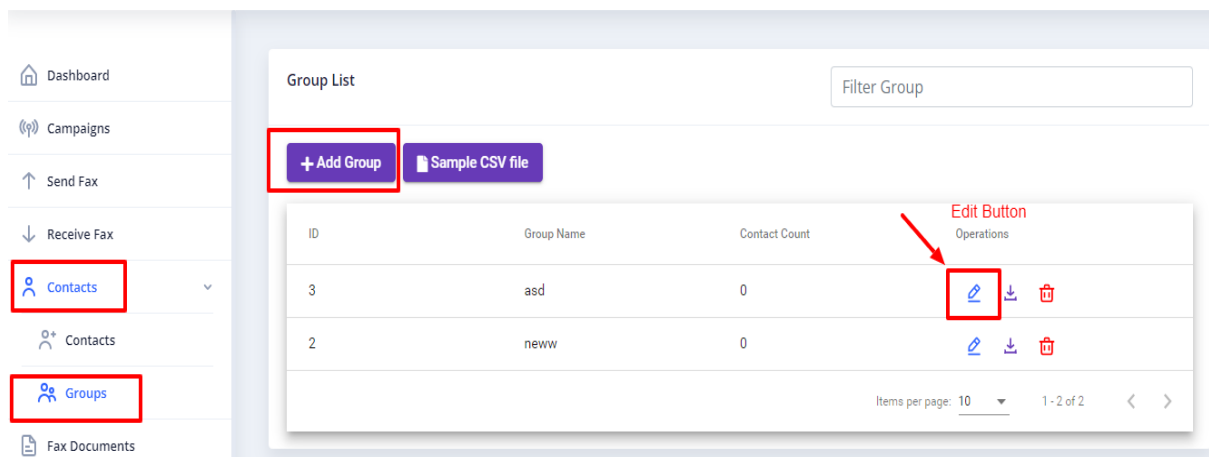 Dashboard
Campaigns
Send Fax
Receive Fax
Contacts
Contacts
Groups
Fax Documents
Group List
Filter Group
+ Add Group
Sample CSV file
Edit Button
ID Group Name Contact Count Operations
3 asd 0
2 neww 0
Items per page: 10 1 - 2 of 2